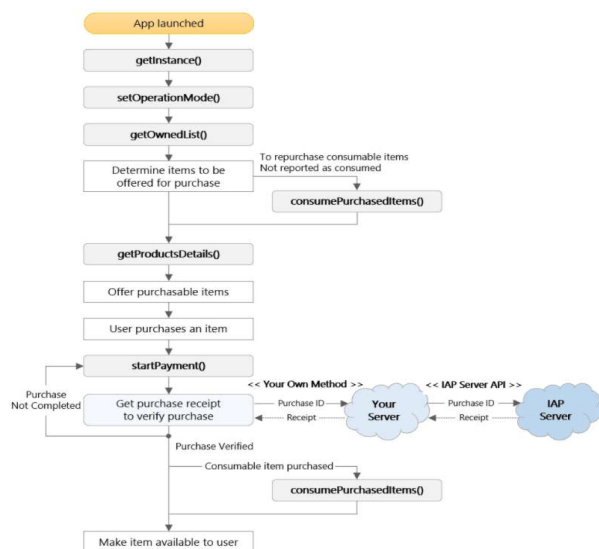 App launched
getInstance()
setOperationMode()
getOwnedList()
Determine items to be
offered for purchase
To repurchase consumable items
Not reported as consumed
consumePurchasedItems()
getProductsDetails()
Offer purchasable items
User purchases an item
startPayment()
Purchase
Not Completed
Get purchase receipt
to verify purchase
<< Your Own Method >>
Purchase ID
Receipt
Your
Server
<< IAP Server API >>
Purchase ID
Receipt
IAP
Server
Purchase Verified
Consumable item purchased
consumePurchasedItems()
Make item available to user